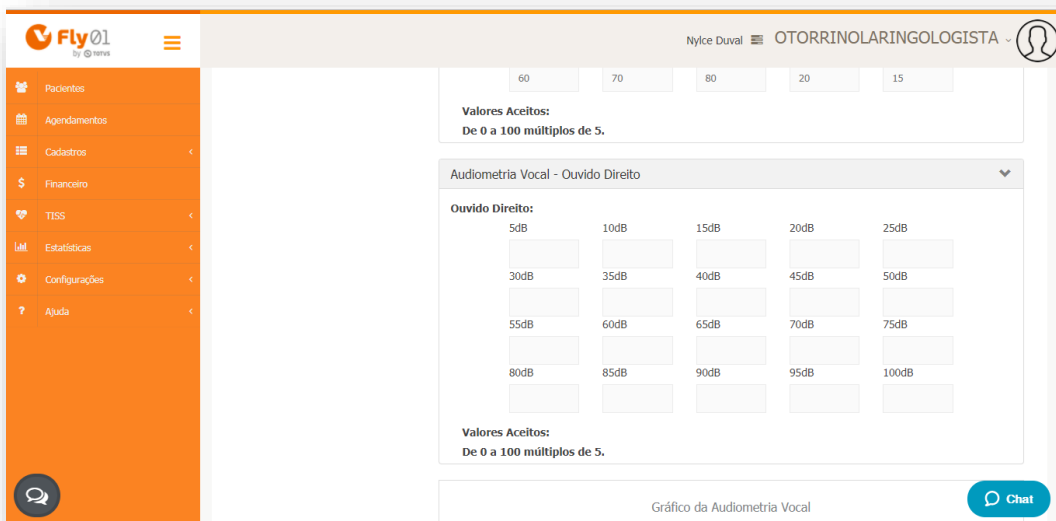 Fly01
by TOTVS
Nylce Duval OTORRINOLARINGOLOGISTA
Pacientes
Agendamentos
Cadastros
Financeiro
TISS
Estatísticas
Configurações
Ajuda
60 70 80 20 15
Valores Aceitos:
De 0 a 100 múltiplos de 5.
Audiometria Vocal - Ouvido Direito
Ouvido Direito:
5dB 10dB 15dB 20dB 25dB
30dB 35dB 40dB 45dB 50dB
55dB 60dB 65dB 70dB 75dB
80dB 85dB 90dB 95dB 100dB
Valores Aceitos:
De 0 a 100 múltiplos de 5.
Gráfico da Audiometria Vocal
Chat